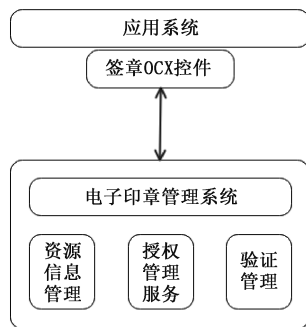 应用系统
签章OCX控件
电子印章管理系统
资源
信息
管理
授权
管理
服务
验证
管理